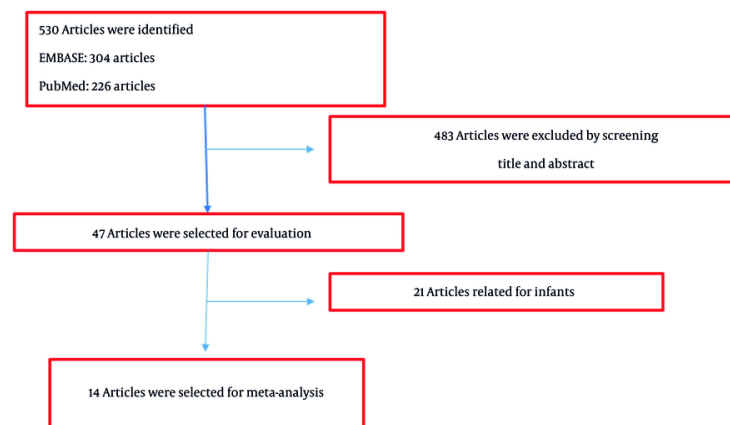 530 Articles were identified
EMBASE: 304 articles
PubMed: 226 articles
483 Articles were excluded by screening
title and abstract
47 Articles were selected for evaluation
21 Articles related for infants
14 Articles were selected for meta-analysis